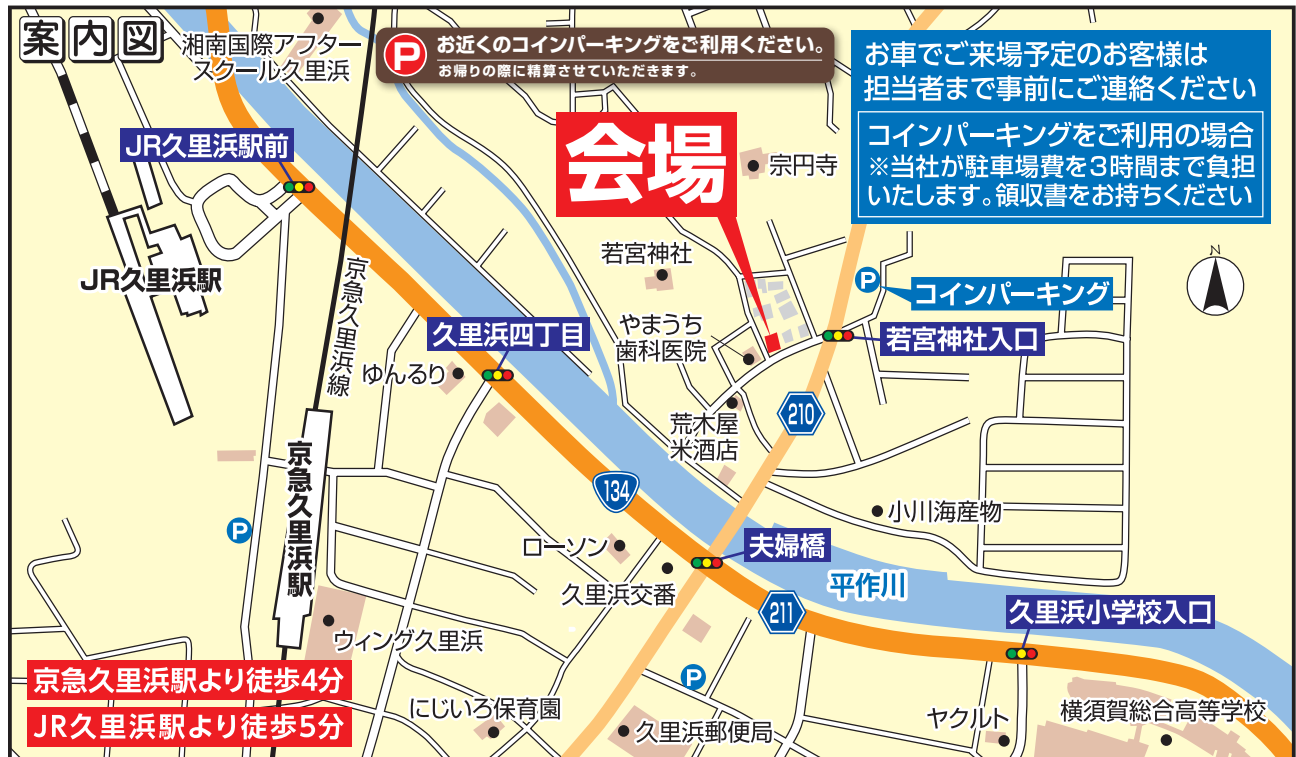 案内図
湘南国際アフター
スクール久里浜
P
お近くのコインパーキングをご利用ください。
お帰りの際に精算させていただきます。
お車でご来場予定のお客様は
担当者まで事前にご連絡ください
コインパーキングをご利用の場合
※当社が駐車場費を3時間まで負担
いたします。領収書をお持ちください
JR久里浜駅前
会場
宗円寺
若宮神社
N
JR久里浜駅
京急久里浜線
P
コインパーキング
久里浜四丁目
やまうち
歯科医院
若宮神社入口
ゆんるり
210
荒木屋
米酒店
京急久里浜駅
134
小川海産物
P
ローソン
夫婦橋
久里浜交番
平作川
211
久里浜小学校入口
ウィング久里浜
京急久里浜駅より徒歩4分
P
JR久里浜駅より徒歩5分
にじいろ保育園
久里浜郵便局
ヤクルト
横須賀総合高等学校